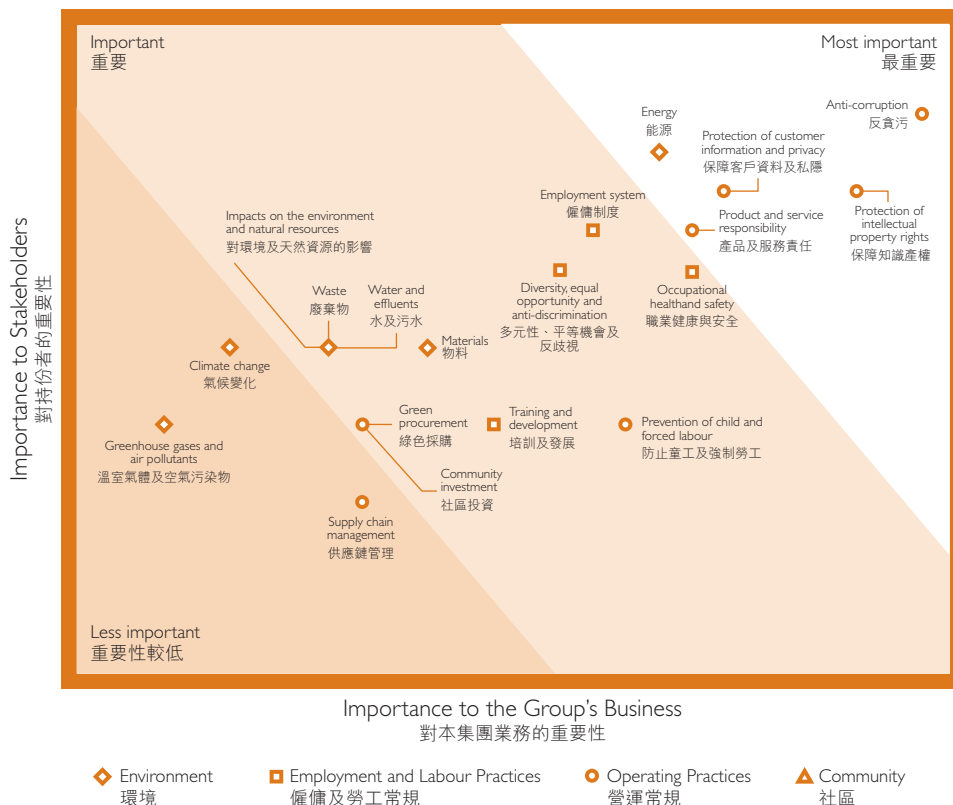 Important
重要
Most important
最重要
Anti-corruption
反貪污
Energy
能源
Protection of customer
information and privacy
保障客戶資料及私隱
Employment system
僱傭制度
Impacts on the environment
and natural resources
對環境及天然資源的影響
Product and service
responsibility
產品及服務責任
Protection of
intellectual
property rights
保障知識產權
Waste
廢棄物
Water and
effluents
水及污水
Diversity, equal
opportunity and
anti-discrimination
多元性、平等機會及
反歧視
Occupational
healthand safety
職業健康與安全
Materials
物料
Climate change
氣候變化
Green
procurement
綠色採購
Training and
development
培訓及發展
Prevention of child and
forced labour
防止童工及強制勞工
Greenhouse gases and
air pollutants
溫室氣體及空氣污染物
Community
investment
社區投資
Supply chain
management
供應鏈管理
Less important
重要性較低
Importance to Stakeholders
對持份者的重要性
Importance to the Group's Business
對本集團業務的重要性
Environment
環境
Employment and Labour Practices
僱傭及勞工常規
Operating Practices
營運常規
Community
社區